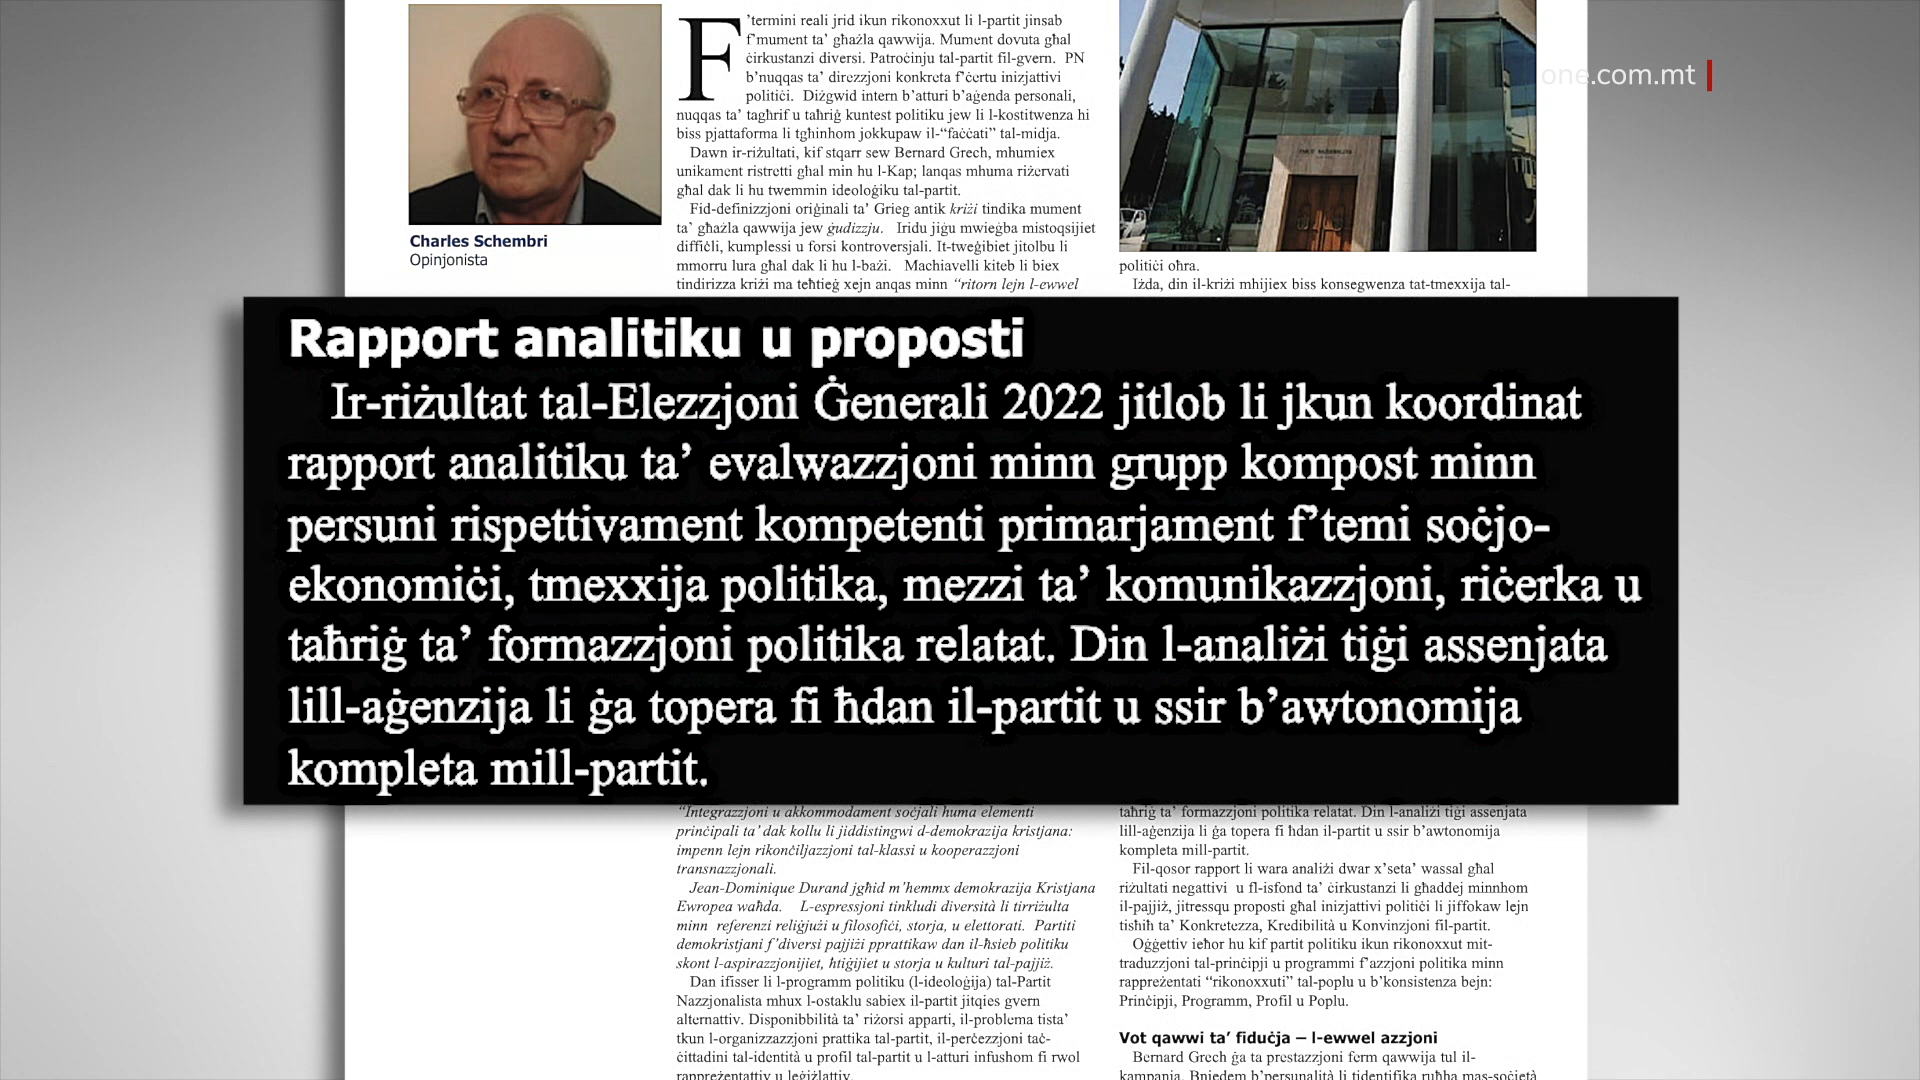 one.com.mt
Charles Schembri
Opinjonista
F'termini reali jrid ikun rikonoxxut li l-partit jinsab
f'mument ta' għażla qawwija. Mument dovuta għal
ċirkustanzi diversi. Patroċinju tal-partit fil-gvern. PN
b'nuqqas ta' direzzjoni konkreta f'ċertu inizjattivi
politiċi. Diżgwid intern b'atturi b'aġenda personali,
nuqqas ta' tagħrif u taħriġ kuntest politiku jew li l-kostitwenza hi
biss pjattaforma li tgħinhom jokkupaw il-“faċċati” tal-midja.
Dawn ir-riżultati, kif stqarr sew Bernard Grech, mhumiex
unikament ristretti għal min hu l-Kap; lanqas mhuma riżervati
għal dak li hu twemmin ideoloġiku tal-partit.
Fid-definizzjoni oriġinali ta' Grieg antik kriżi tindika mument
ta' għażla qawwija jew ġudizzju. Iridu jiġu mwieġba mistoqsijiet
diffiċli, kumplessi u forsi kontroversjali. It-tweġibiet jitolbu li
mmorru lura għal dak li hu l-bażi. Machiavelli kiteb li biex
tindirizza kriżi ma teħtieġ xejn anqas minn “ritorn lejn l-ewwel
politiċi oħra.
Iżda, din il-kriżi mhijiex biss konsegwenza tat-tmexxija tal-
Rapport analitiku u proposti
Ir-riżultat tal-Elezzjoni Ġenerali 2022 jitlob li jkun koordinat
rapport analitiku ta’ evalwazzjoni minn grupp kompost minn
persuni rispettivament kompetenti primarjament f’temi soċjo-
ekonomiċi, tmexxija politika, mezzi ta’ komunikazzjoni, riċerka u
taħriġ ta’ formazzjoni politika relatat. Din l-analiżi tiġi assenjata
lill-aġenzija li ġa topera fi ħdan il-partit u ssir b’awtonomija
kompleta mill-partit.
“Integrazzjoni u akkommodament soċjali huma elementi
prinċipali ta’ dak kollu li jiddistingwi d-demokrazija kristjana:
impenn lejn rikonċiljazzjoni tal-klassi u kooperazzjoni
transnazzjonali.
Jean-Dominique Durand jgħid m’hemmx demokrazija Kristjana
Ewropea waħda. L-espressjoni tinkludi diversità li tirriżulta
minn referenzi reliġjużi u filosofiċi, storja, u elettorati. Partiti
demokristjani f’diversi pajjiżi pprattikaw dan il-ħsieb politiku
skont l-aspirazzjonijiet, ħtiġijiet u storja u kulturi tal-pajjiż.
Dan ifisser li l-programm politiku (l-ideoloġija) tal-Partit
Nazzjonalista mhux l-ostaklu sabiex il-partit jitqies gvern
alternattiv. Disponibbilità ta’ riżorsi apparti, il-problema tista’
tkun l-organizzazzjoni prattika tal-partit, il-perċezzjoni taċ-
ċittadini tal-identità u profil tal-partit u l-atturi infushom fi rwol
rappreżentattiv u leġiżlattiv.
taħriġ ta’ formazzjoni politika relatat. Din l-analiżi tiġi assenjata
lill-aġenzija li ġa topera fi ħdan il-partit u ssir b’awtonomija
kompleta mill-partit.
Fil-qosor rapport li wara analiżi dwar x’seta’ wassal għal
riżultati negattivi u fl-isfond ta’ ċirkustanzi li għaddej minnhom
il-pajjiż, jitressqu proposti għal inizjattivi politiċi li jiffokaw lejn
tisħiħ ta’ Konkretezza, Kredibilità u Konvinzjoni fil-partit.
Oġġettiv ieħor hu kif partit politiku ikun rikonoxxut mit-
traduzzjoni tal-prinċipji u programmi f’azzjoni politika minn
rappreżentati “rikonoxxuti” tal-poplu u b’konsistenza bejn:
Prinċipji, Programm, Profil u Poplu.
Vot qawwi ta’ fiduċja – l-ewwel azzjoni
Bernard Grech ġa ta prestazzjoni ferm qawwija tul il-
kampanja. Bniedem b’personalità li tidentifika ruħha mas-soċjetà